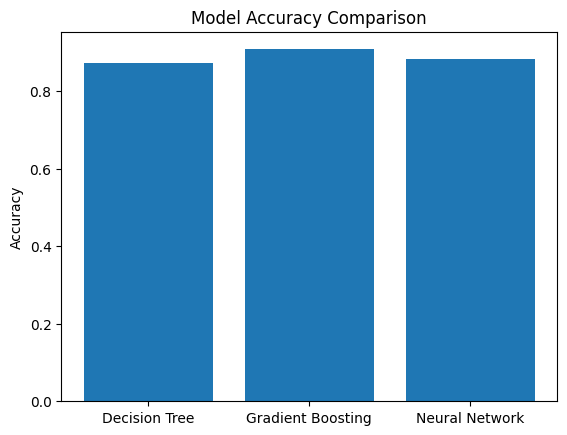 Model Accuracy Comparison
Accuracy
0.8
0.6
0.4
0.2
0.0
Decision Tree
Gradient Boosting
Neural Network